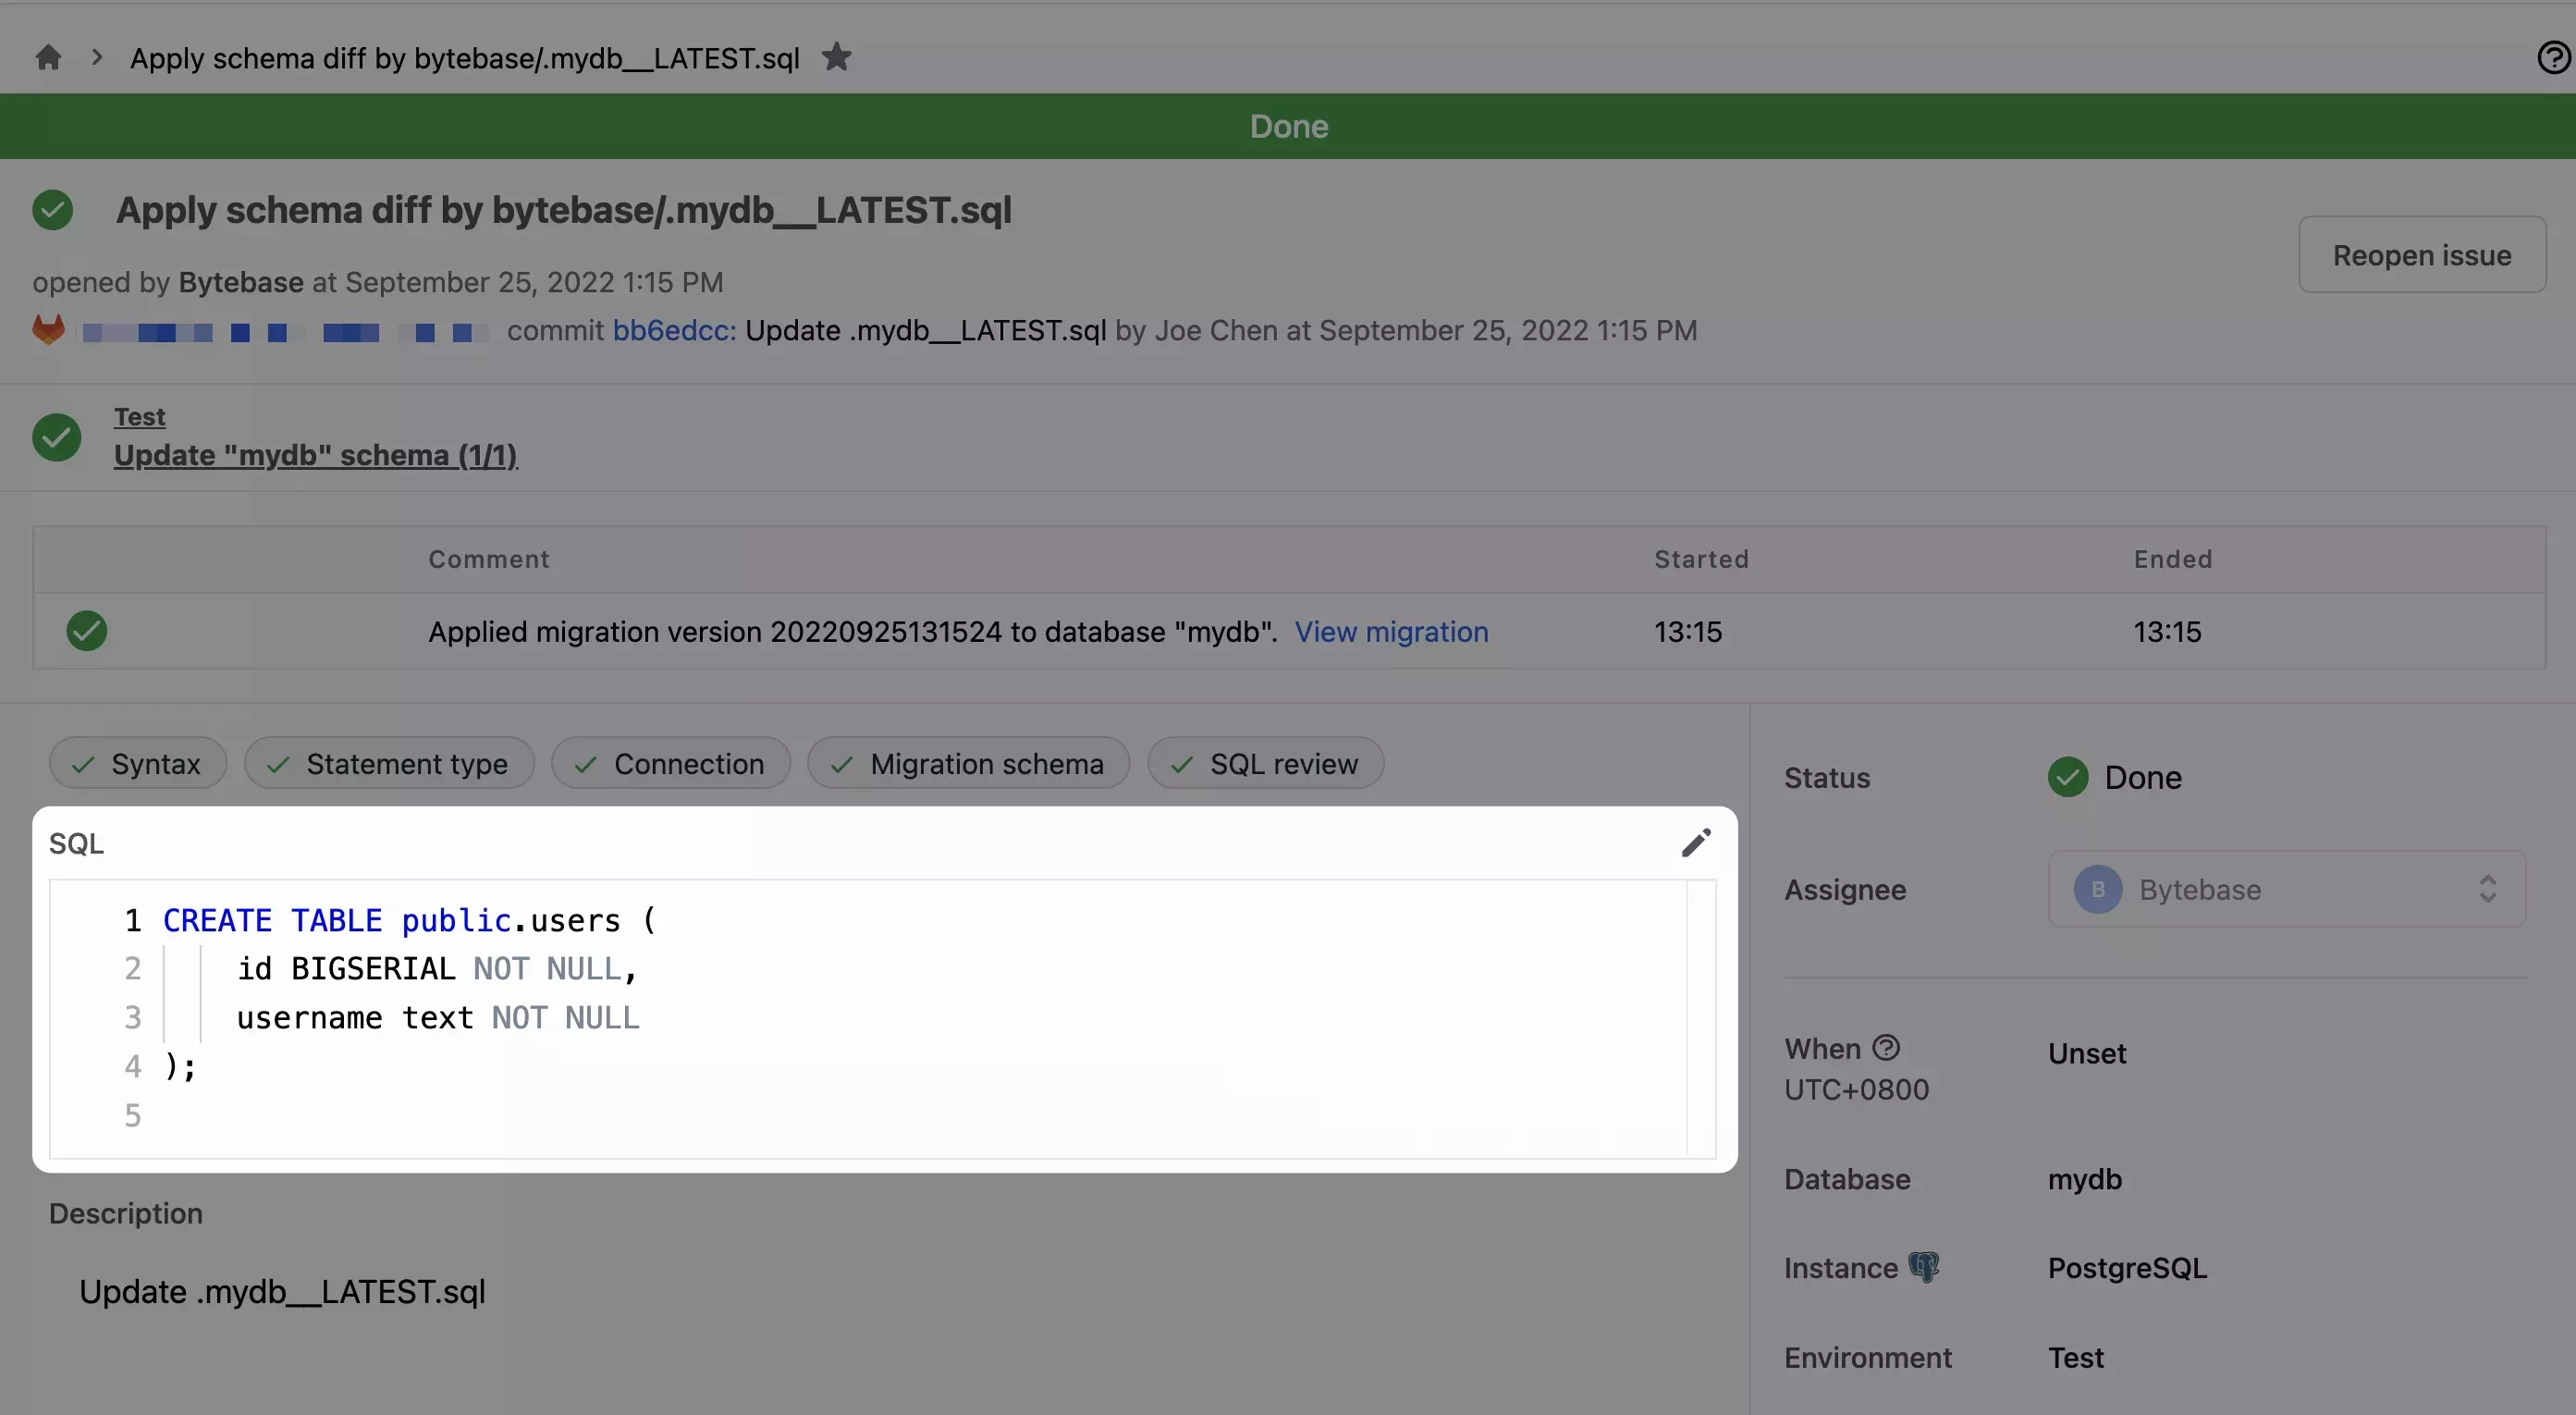 Apply schema diff by bytebase/.mydb__LATEST.sql
Done
Apply schema diff by bytebase/.mydb__LATEST.sql
Reopen issue
opened by Bytebase at September 25, 2022 1:15 PM
commit bb6edcc: Update .mydb__LATEST.sql by Joe Chen at September 25, 2022 1:15 PM
Test
Update "mydb" schema (1/1)
Comment Started Ended
Applied migration version 20220925131524 to database "mydb". View migration 13:15 13:15
Syntax Statement type Connection Migration schema SQL review
SQL
1 CREATE TABLE public.users (
2 id BIGSERIAL NOT NULL,
3 username text NOT NULL
4 );
5
Description
Update .mydb__LATEST.sql
Status Done
Assignee B Bytebase
When ? Unset
UTC+0800
Database mydb
Instance PostgreSQL
Environment Test